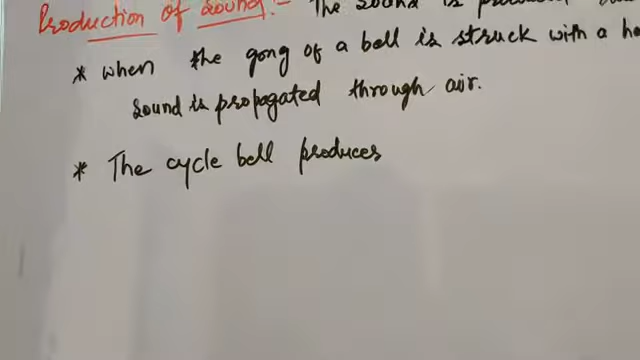 Production of Sound:- The sound is produced
* when the gong of a bell is struck with a
sound is propagated through air.
* The cycle bell produces